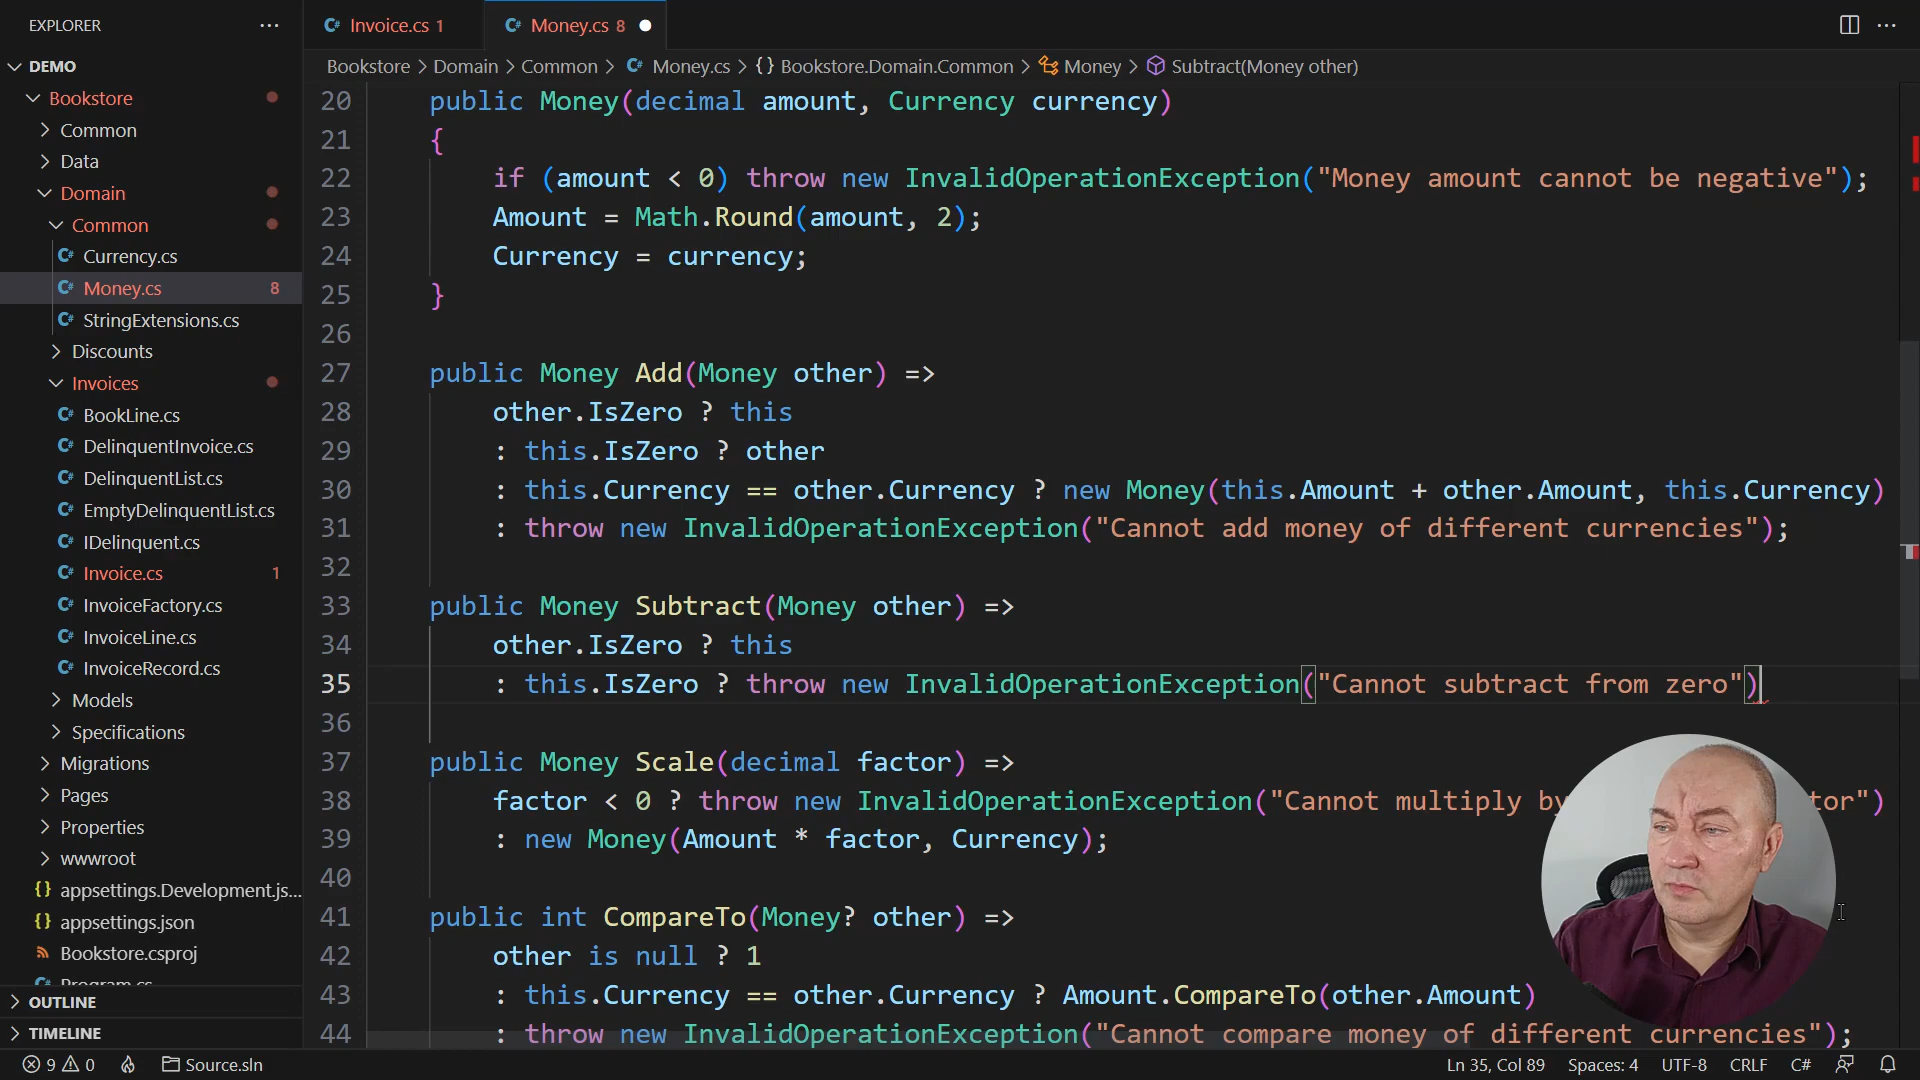 EXPLORER
DEMO
Bookstore
Common
Data
Domain
Common
Currency.cs
Money.cs 8
StringExtensions.cs
Discounts
Invoices
BookLine.cs
DelinquentInvoice.cs
DelinquentList.cs
EmptyDelinquentList.cs
IDelinquent.cs
Invoice.cs 1
InvoiceFactory.cs
InvoiceLine.cs
InvoiceRecord.cs
Models
Specifications
Migrations
Pages
Properties
wwwroot
appsettings.Development.js...
appsettings.json
Bookstore.csproj
Program.cs
OUTLINE
TIMELINE
C# Invoice.cs 1
C# Money.cs 8
Bookstore > Domain > Common > C# Money.cs > {} Bookstore.Domain.Common > Money > Subtract(Money other)
20 public Money(decimal amount, Currency currency)
21 {
22 if (amount < 0) throw new InvalidOperationException("Money amount cannot be negative");
23 Amount = Math.Round(amount, 2);
24 Currency = currency;
25 }
26
27 public Money Add(Money other) =>
28 other.IsZero ? this
29 : this.IsZero ? other
30 : this.Currency == other.Currency ? new Money(this.Amount + other.Amount, this.Currency)
31 : throw new InvalidOperationException("Cannot add money of different currencies");
32
33 public Money Subtract(Money other) =>
34 other.IsZero ? this
35 : this.IsZero ? throw new InvalidOperationException("Cannot subtract from zero")
36
37 public Money Scale(decimal factor) =>
38 factor < 0 ? throw new InvalidOperationException("Cannot multiply by tor")
39 : new Money(Amount * factor, Currency);
40
41 public int CompareTo(Money? other) =>
42 other is null ? 1
43 : this.Currency == other.Currency ? Amount.CompareTo(other.Amount)
44 : throw new InvalidOperationException("Cannot compare money of different currencies");
9 0 Source.sln
Ln 35, Col 89 Spaces: 4 UTF-8 CRLF C#